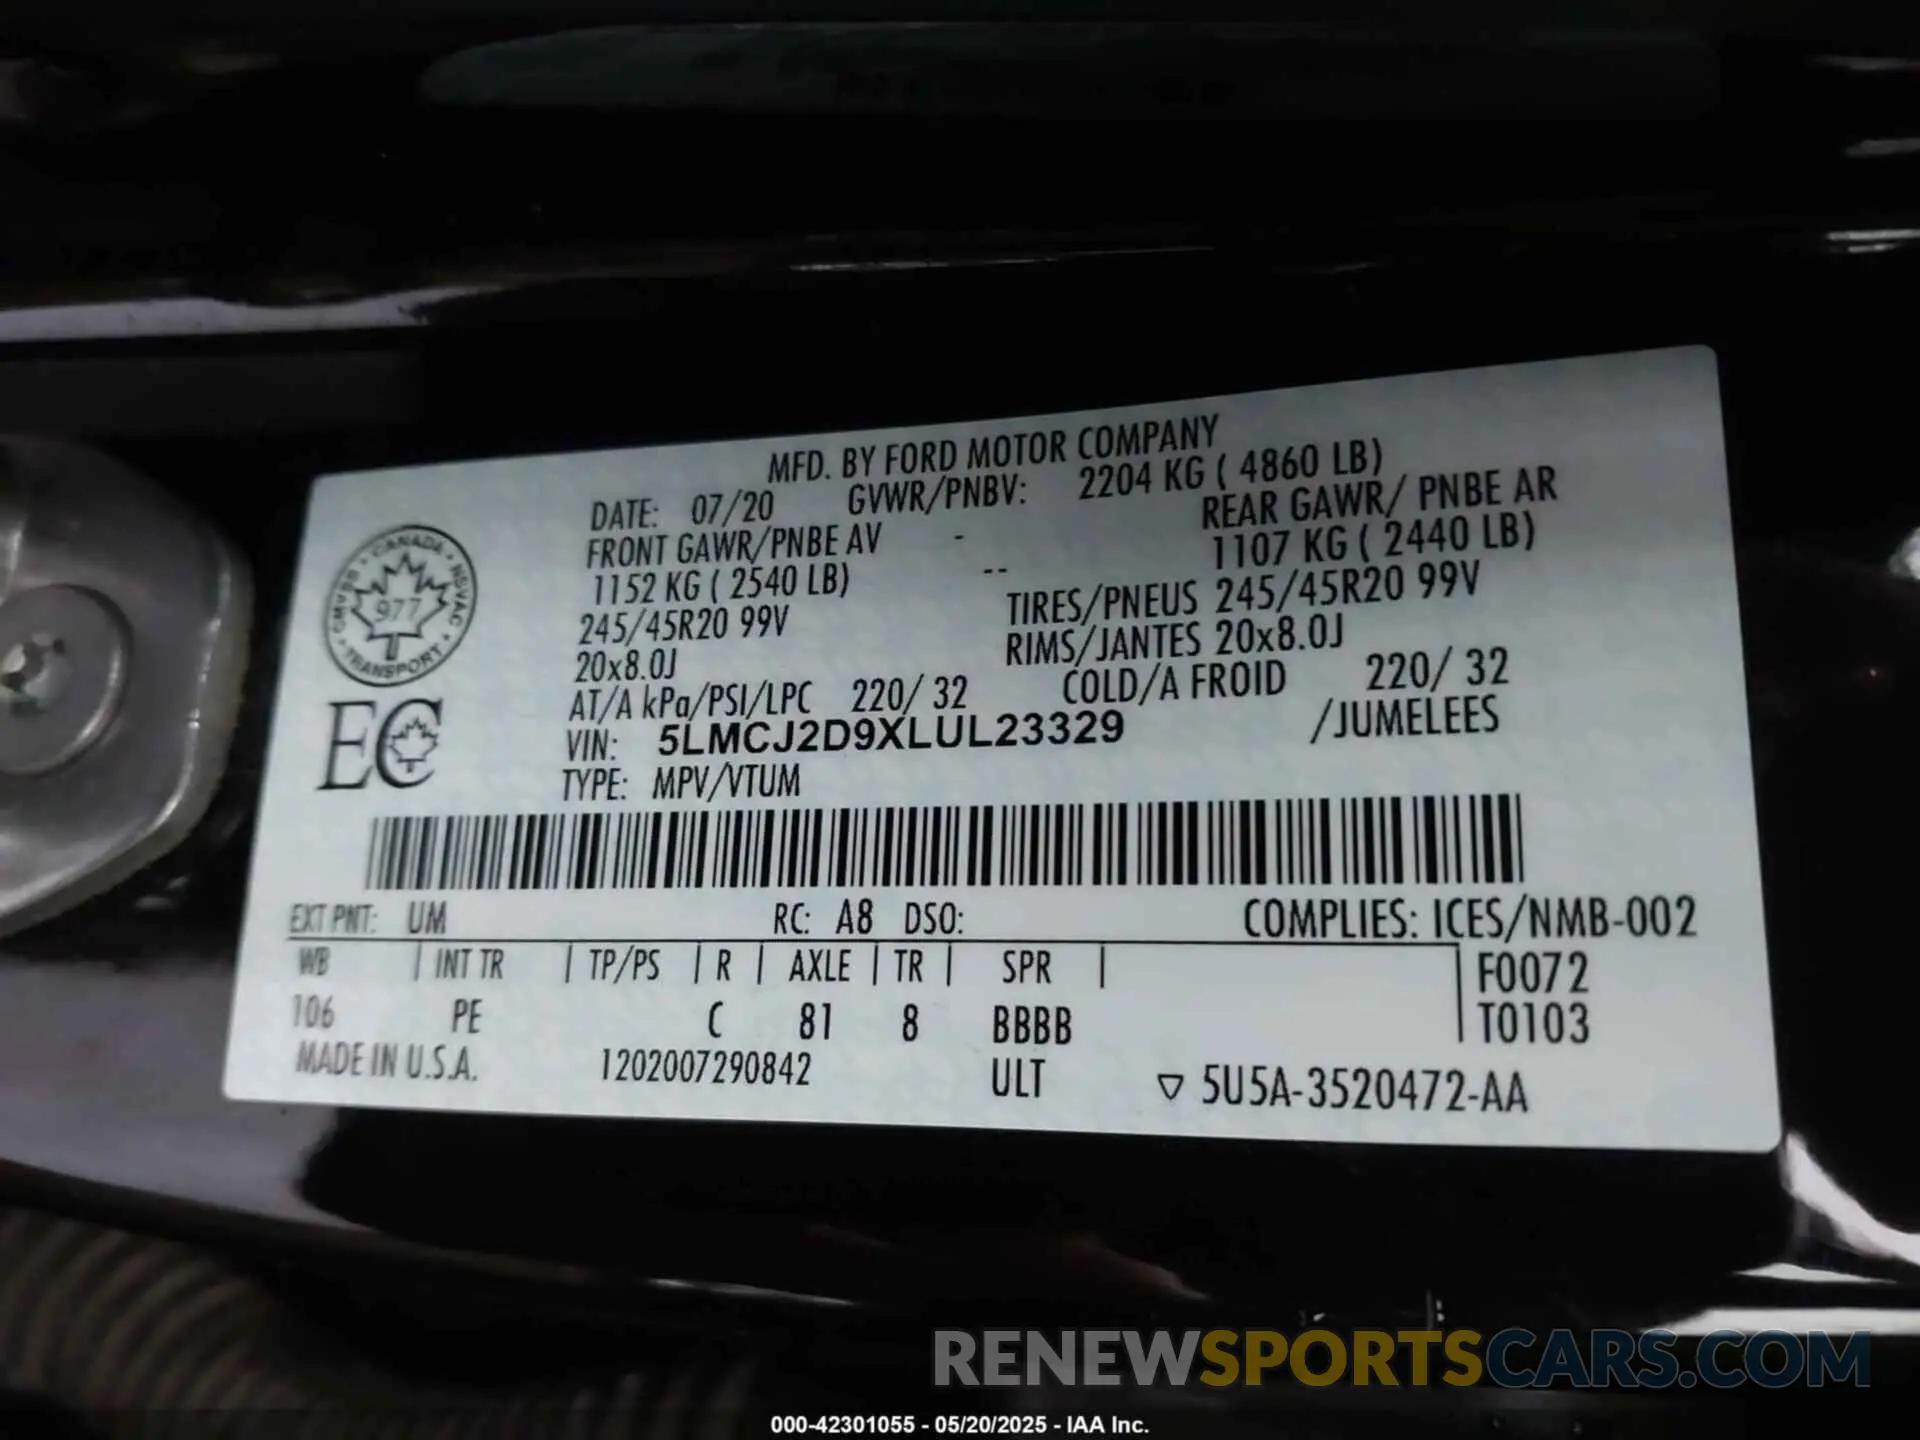 MFD. BY FORD MOTOR COMPANY
DATE: 07/20 GVWR/PNBV: 2204 KG ( 4860 LB)
FRONT GAWR/PNBE AV - REAR GAWR/ PNBE AR
1152 KG ( 2540 LB) -- 1107 KG ( 2440 LB)
245/45R20 99V TIRES/PNEUS 245/45R20 99V
20x8.0J RIMS/JANTES 20x8.0J
AT/A kPa/PSI/LPC 220/ 32 COLD/A FROID 220/ 32
VIN: 5LMCJ2D9XLUL23329 /JUMELEES
TYPE: MPV/VTUM
CANADA NSVAC TRANSPORT CMVSS
977
EC
EXT PNT: UM RC: A8 DSO: COMPLIES: ICES/NMB-002
WB | INT TR | TP/PS | R | AXLE | TR | SPR | F0072
106 PE C 81 8 BBBB T0103
MADE IN U.S.A. 1202007290842 ULT ▽ 5U5A-3520472-AA
RENEWSPORTSCARS.COM
000-42301055 - 05/20/2025 - IAA Inc.